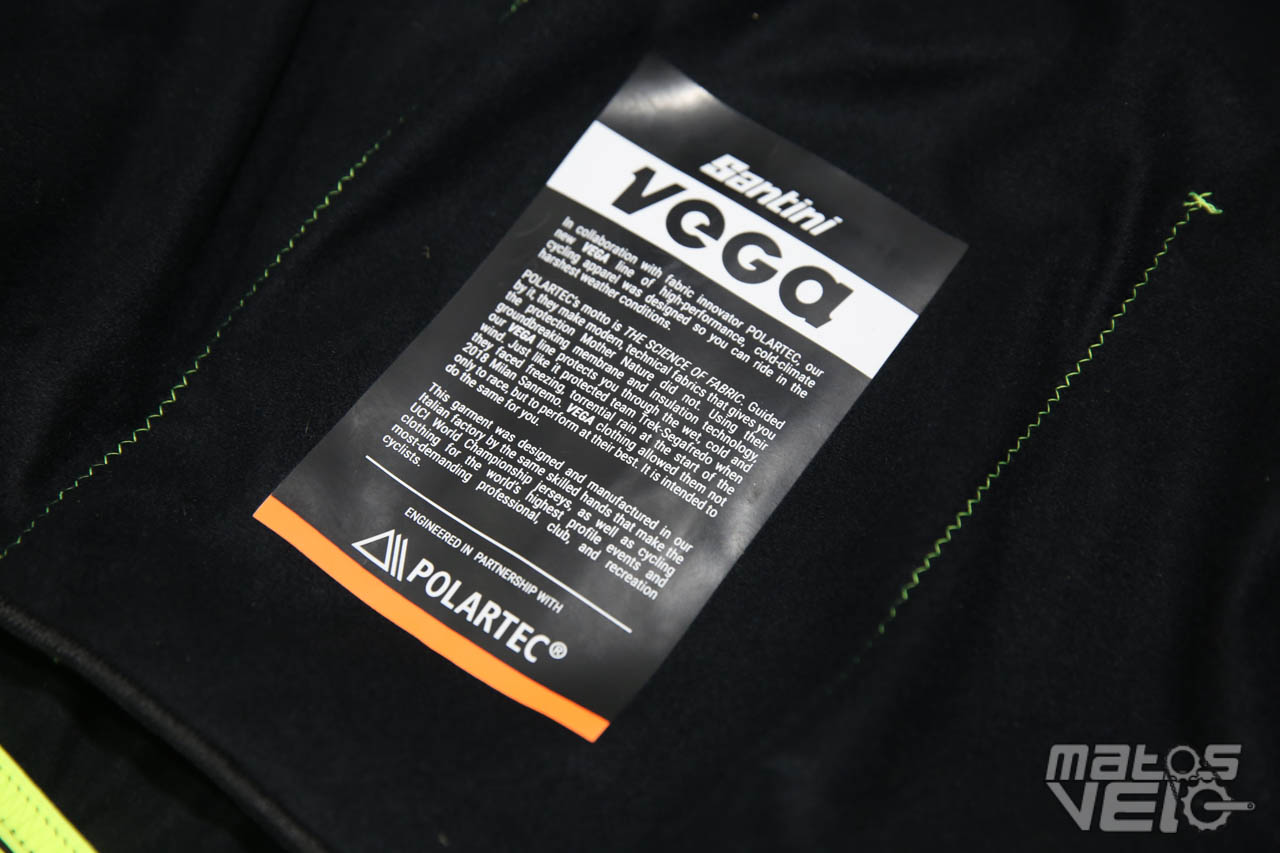 Santini
VEGA
In collaboration with fabric innovator POLARTEC, our
new VEGA line of high-performance, cold-climate
cycling apparel was designed so you can ride in the
harshest weather conditions.
POLARTEC's motto is THE SCIENCE OF FABRIC. Guided
by it, they make modern technical fabrics that gives you
the protection Mother Nature did not. Using their
groundbreaking membrane and insulation technology,
our VEGA line protects you through the wet, cold and
wind. Just like it protected team Trek-Segafredo when
they faced freezing, torrential rain at the start of the
2018 Milan Sanremo. VEGA clothing allowed them not
only to race, but to perform at their best. It is intended to
do the same for you.
This garment was designed and manufactured in our
Italian factory by the same skilled hands that make the
UCI World Championship jerseys, as well as cycling
clothing for the world's highest profile events and
most-demanding professional, club, and recreation
cyclists.
ENGINEERED IN PARTNERSHIP WITH
POLARTEC®
matos
VELO